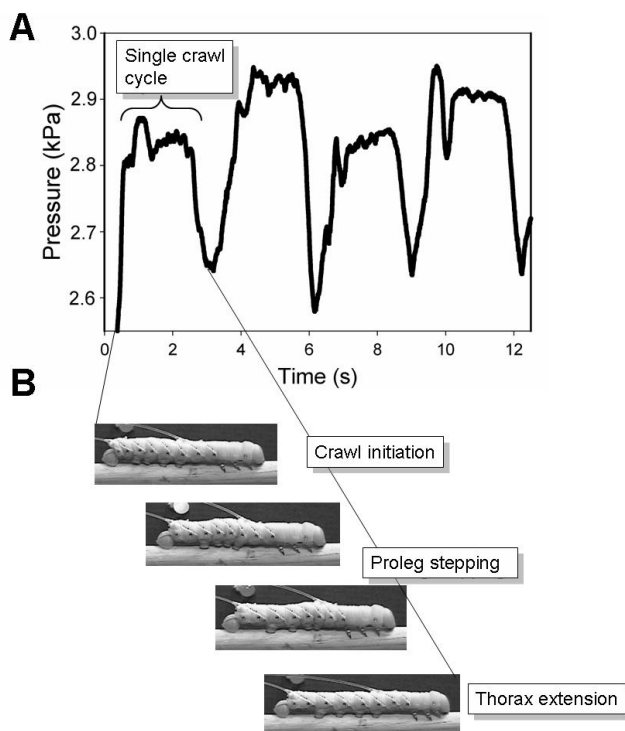 A
Single crawl
cycle
Pressure (kPa)
3.0
2.9
2.8
2.7
2.6
0 2 4 6 8 10 12
Time (s)
B
Crawl initiation
Proleg stepping
Thorax extension